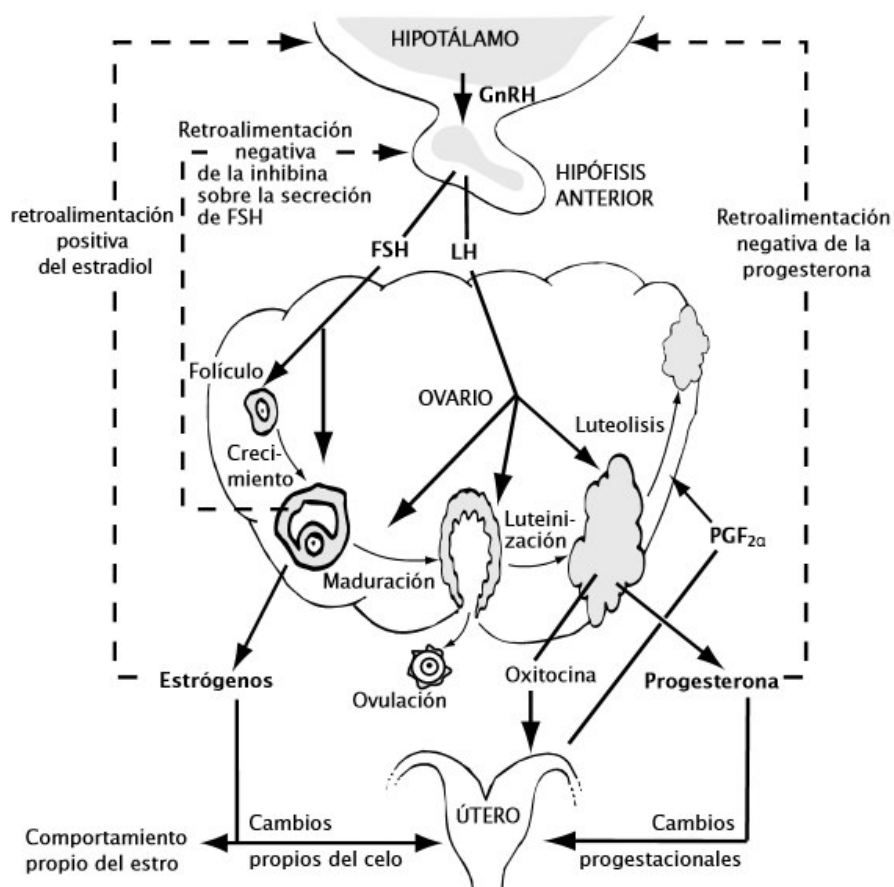 HIPOTÁLAMO
GnRH
Retroalimentación
negativa
de la inhibina
sobre la secreción
de FSH
HIPÓFISIS
ANTERIOR
retroalimentación
positiva
del estradiol
Retroalimentación
negativa de la
progesterona
FSH
LH
Folículo
OVARIO
Luteolisis
Creci-
miento
Luteini-
zación
PGF2α
Maduración
Ovulación
Oxitocina
Estrógenos
Progesterona
ÚTERO
Comportamiento
propio del estro
Cambios
propios del celo
Cambios
progestacionales